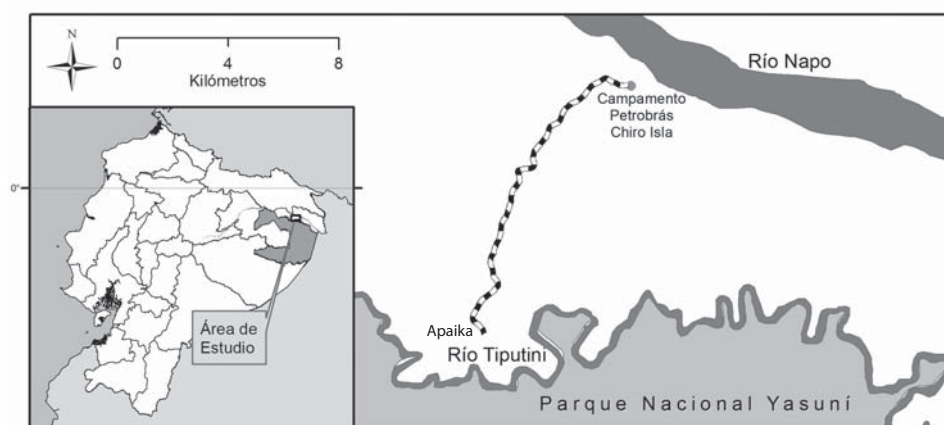 N
0 4 8
Kilómetros
Río Napo
Campamento
Petrobrás
Chiro Isla
0°
Área de
Estudio
Apaika
Río Tiputini
Parque Nacional Yasuní